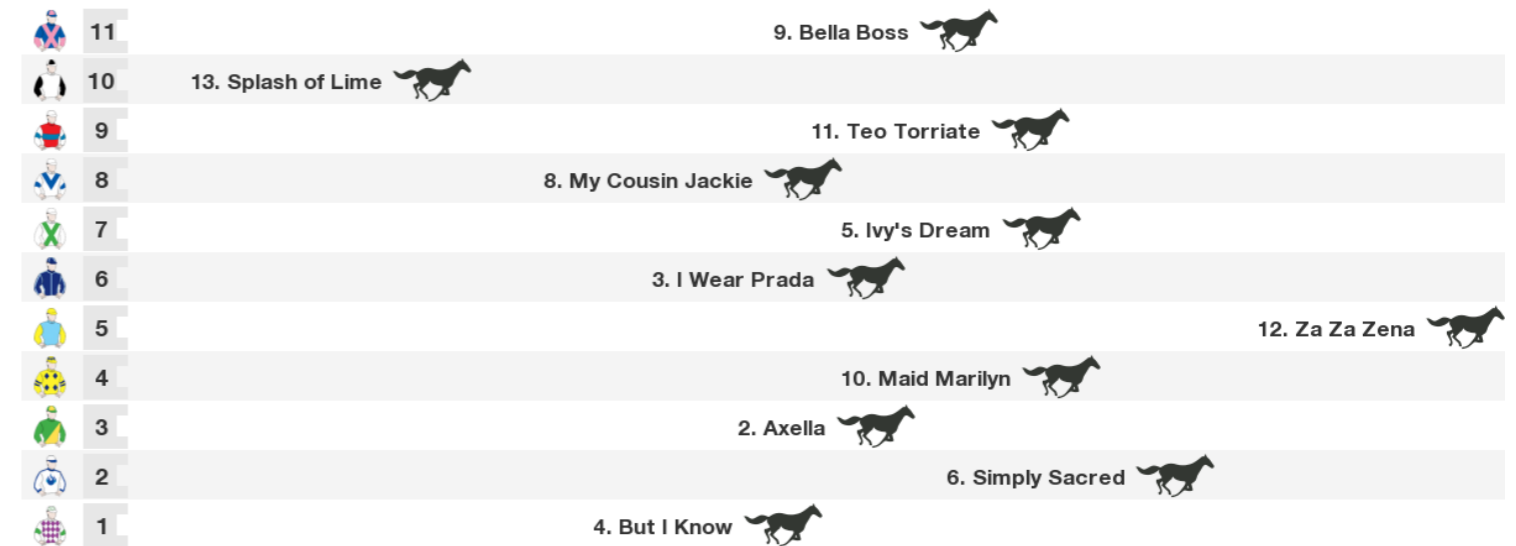 11 9. Bella Boss
10 13. Splash of Lime
9 11. Teo Torriate
8 8. My Cousin Jackie
7 5. Ivy's Dream
6 3. I Wear Prada
5 12. Za Za Zena
4 10. Maid Marilyn
3 2. Axella
2 6. Simply Sacred
1 4. But I Know